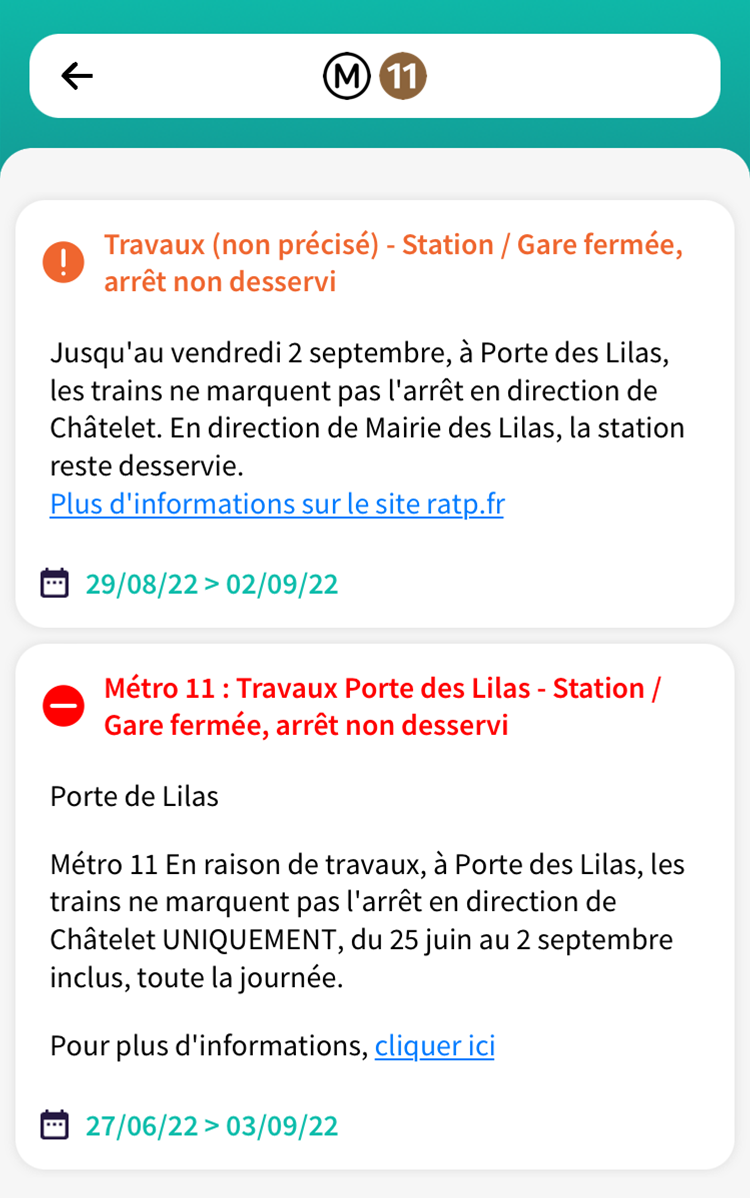 M 11
Travaux (non précisé) - Station / Gare fermée,
arrêt non desservi
Jusqu'au vendredi 2 septembre, à Porte des Lilas,
les trains ne marquent pas l'arrêt en direction de
Châtelet. En direction de Mairie des Lilas, la station
reste desservie.
Plus d'informations sur le site ratp.fr
29/08/22 > 02/09/22
Métro 11 : Travaux Porte des Lilas - Station /
Gare fermée, arrêt non desservi
Porte de Lilas
Métro 11 En raison de travaux, à Porte des Lilas, les
trains ne marquent pas l'arrêt en direction de
Châtelet UNIQUEMENT, du 25 juin au 2 septembre
inclus, toute la journée.
Pour plus d'informations, cliquer ici
27/06/22 > 03/09/22